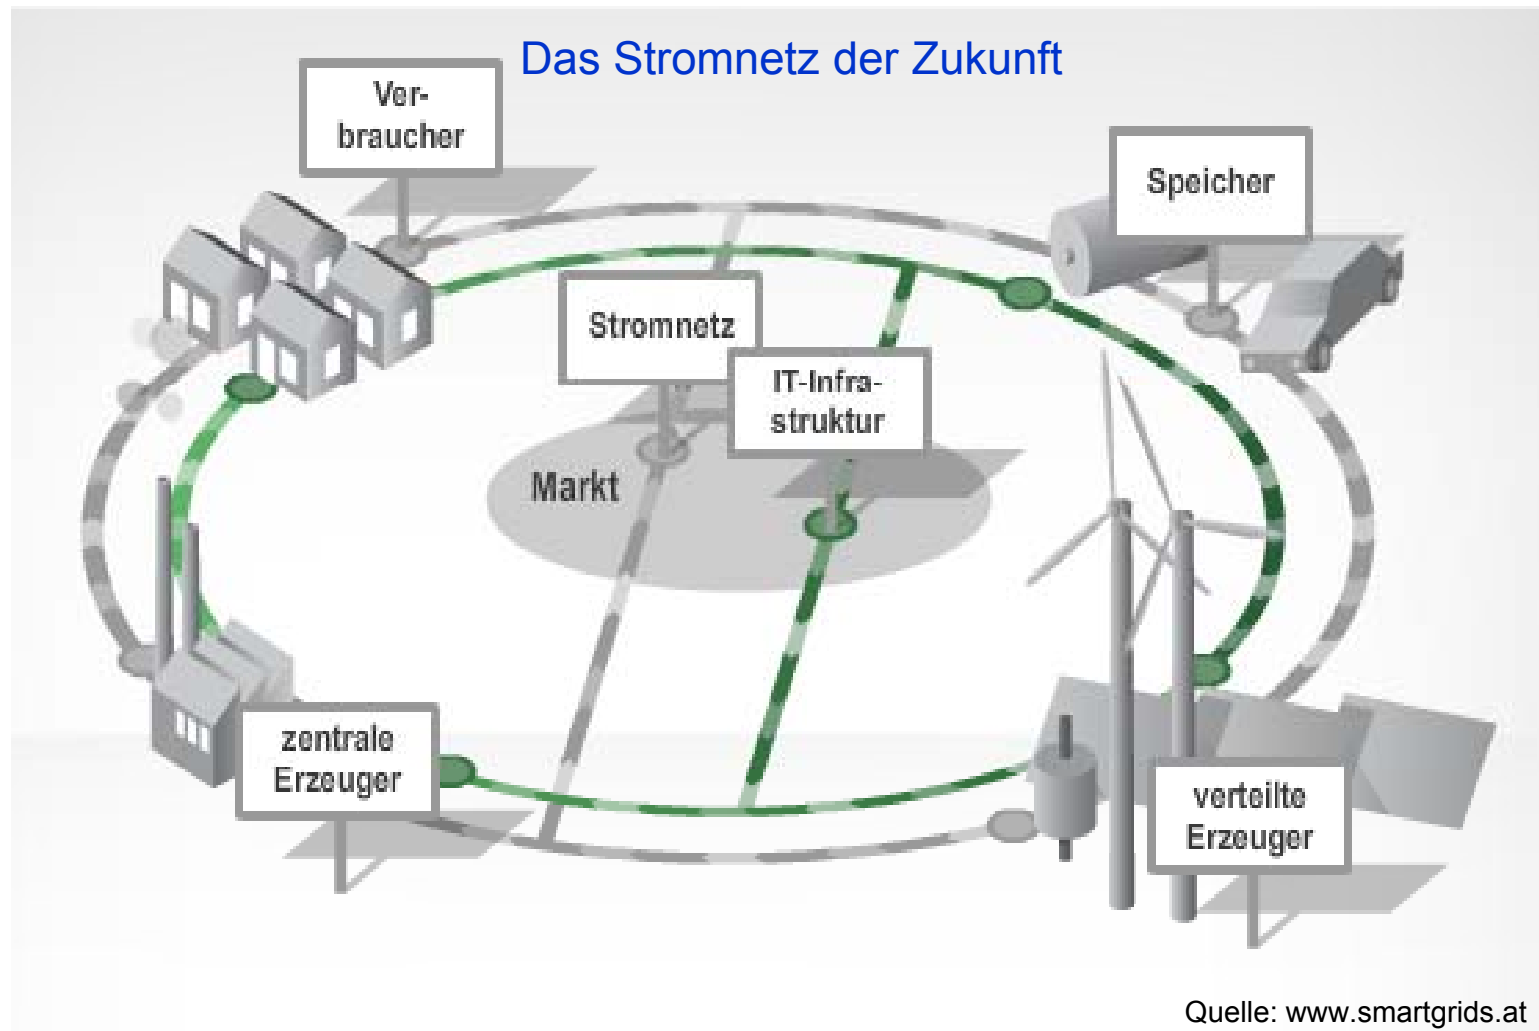 Das Stromnetz der Zukunft
Ver-
braucher
Speicher
Stromnetz
IT-Infra-
struktur
Markt
zentrale
Erzeuger
verteilte
Erzeuger
Quelle: www.smartgrids.at